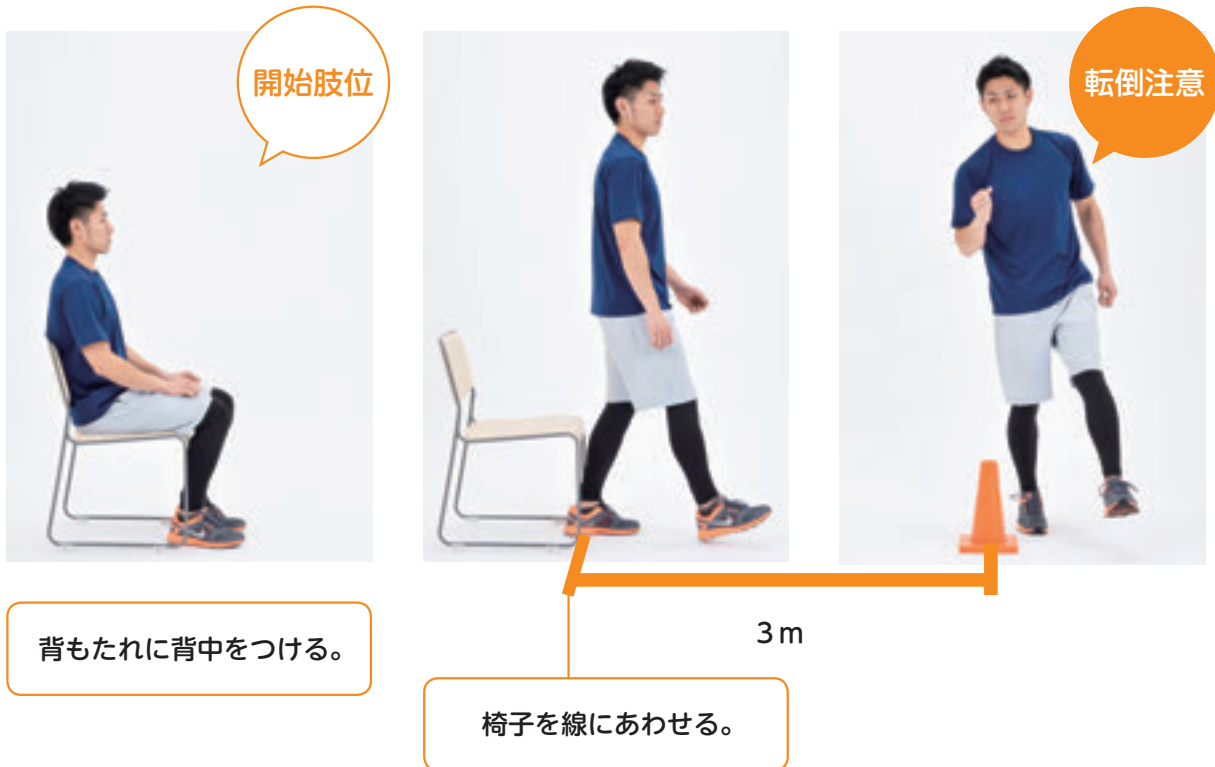 開始肢位
転倒注意
背もたれに背中をつける。
3m
椅子を線にあわせる。